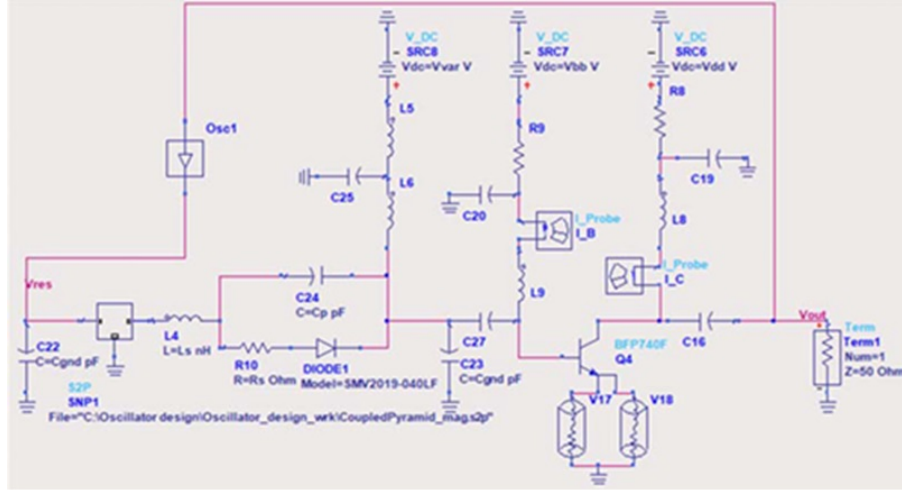 V_DC
SRC8
Vdc=Vvar V
V_DC
SRC7
Vdc=Vbb V
V_DC
SRC6
Vdc=Vdd V
R8
L5
Osc1
R9
C19
C25
L6
C20
L8
I_Probe
I_B
I_Probe
I_C
Vres
C24
C=Cp pF
L9
L4
L=Ls nH
C22
C=Cgnd pF
R10
R=Rs Ohm
DIODE1
Model=SMV2019-040LF
C27
C23
C=Cgnd pF
BFP740F
Q4
C16
Vout
Term
Term1
Num=1
Z=50 Ohm
S2P
SNP1
File="C:\Oscillator design\Oscillator_design_wrk\CoupledPyramid_mag.s2p"
V17
V18